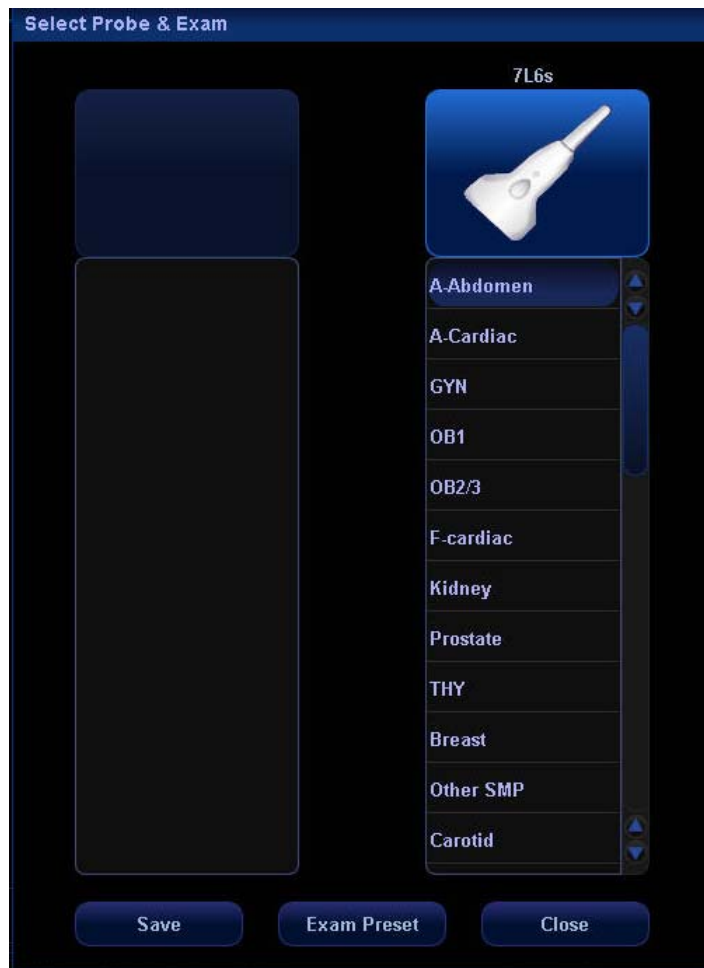 Select Probe & Exam
7L6s
A-Abdomen
A-Cardiac
GYN
OB1
OB2/3
F-cardiac
Kidney
Prostate
THY
Breast
Other SMP
Carotid
Save
Exam Preset
Close